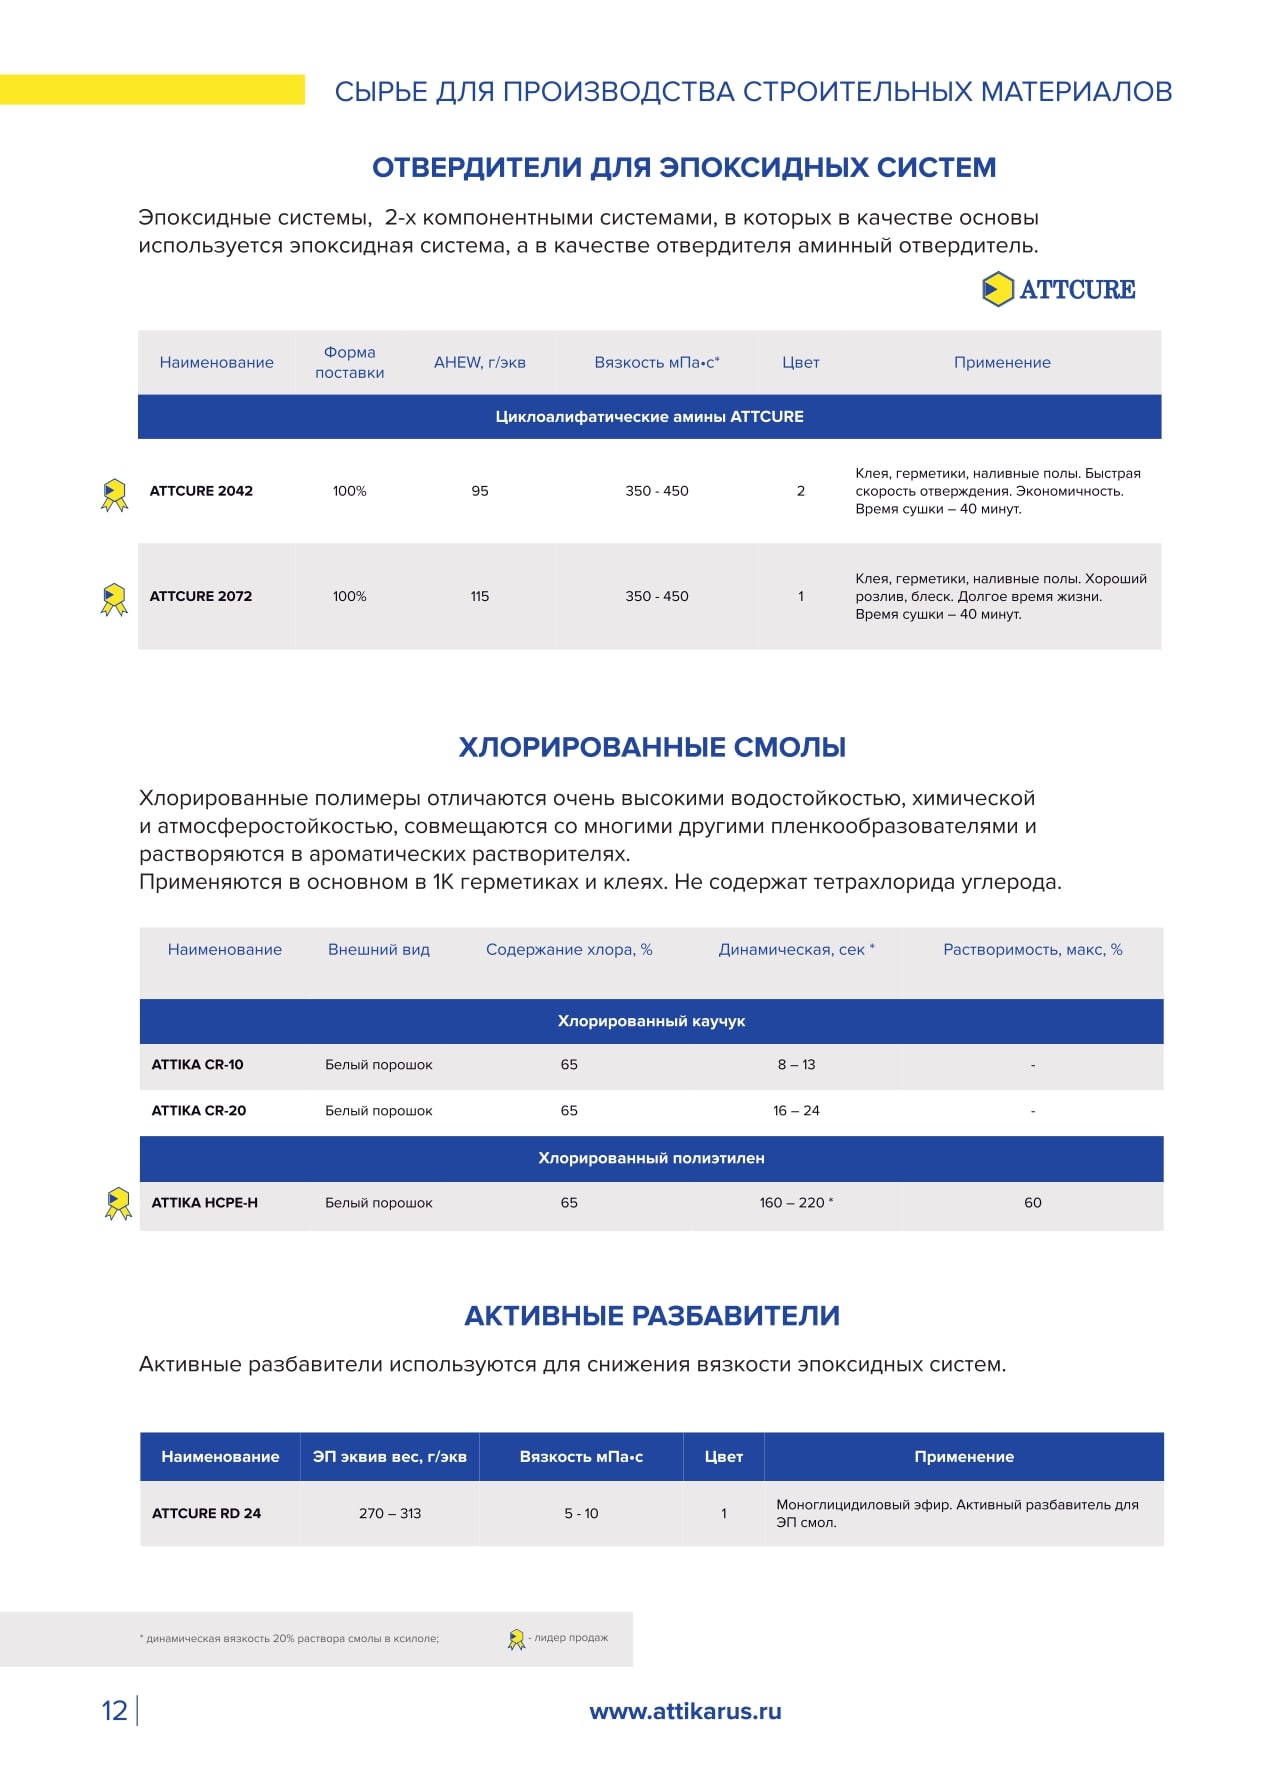 СЫРЬЕ ДЛЯ ПРОИЗВОДСТВА СТРОИТЕЛЬНЫХ МАТЕРИАЛОВ
ОТВЕРДИТЕЛИ ДЛЯ ЭПОКСИДНЫХ СИСТЕМ
Эпоксидные системы,  2-х компонентными системами, в которых в качестве основы
используется эпоксидная система, а в качестве отвердителя аминный отвердитель.
ATTCURE
Наименование Форма поставки AHEW, г/экв Вязкость мПа•с* Цвет Применение
Циклоалифатические амины ATTCURE
ATTCURE 2042 100% 95 350 - 450 2 Клея, герметики, наливные полы. Быстрая
скорость отверждения. Экономичность.
Время сушки – 40 минут.
ATTCURE 2072 100% 115 350 - 450 1 Клея, герметики, наливные полы. Хороший
розлив, блеск. Долгое время жизни.
Время сушки – 40 минут.
ХЛОРИРОВАННЫЕ СМОЛЫ
Хлорированные полимеры отличаются очень высокими водостойкостью, химической
и атмосферостойкостью, совмещаются со многими другими пленкообразователями и
растворяются в ароматических растворителях.
Применяются в основном в 1К герметиках и клеях. Не содержат тетрахлорида углерода.
Наименование Внешний вид Содержание хлора, % Динамическая, сек * Растворимость, макс, %
Хлорированный каучук
ATTIKA CR-10 Белый порошок 65 8 – 13 -
ATTIKA CR-20 Белый порошок 65 16 – 24 -
Хлорированный полиэтилен
ATTIKA HCPE-H Белый порошок 65 160 – 220 * 60
АКТИВНЫЕ РАЗБАВИТЕЛИ
Активные разбавители используются для снижения вязкости эпоксидных систем.
Наименование ЭП эквив вес, г/экв Вязкость мПа•с Цвет Применение
ATTCURE RD 24 270 – 313 5 - 10 1 Моноглицидиловый эфир. Активный разбавитель для
ЭП смол.
* динамическая вязкость 20% раствора смолы в ксилоле; - лидер продаж
12 www.attikarus.ru